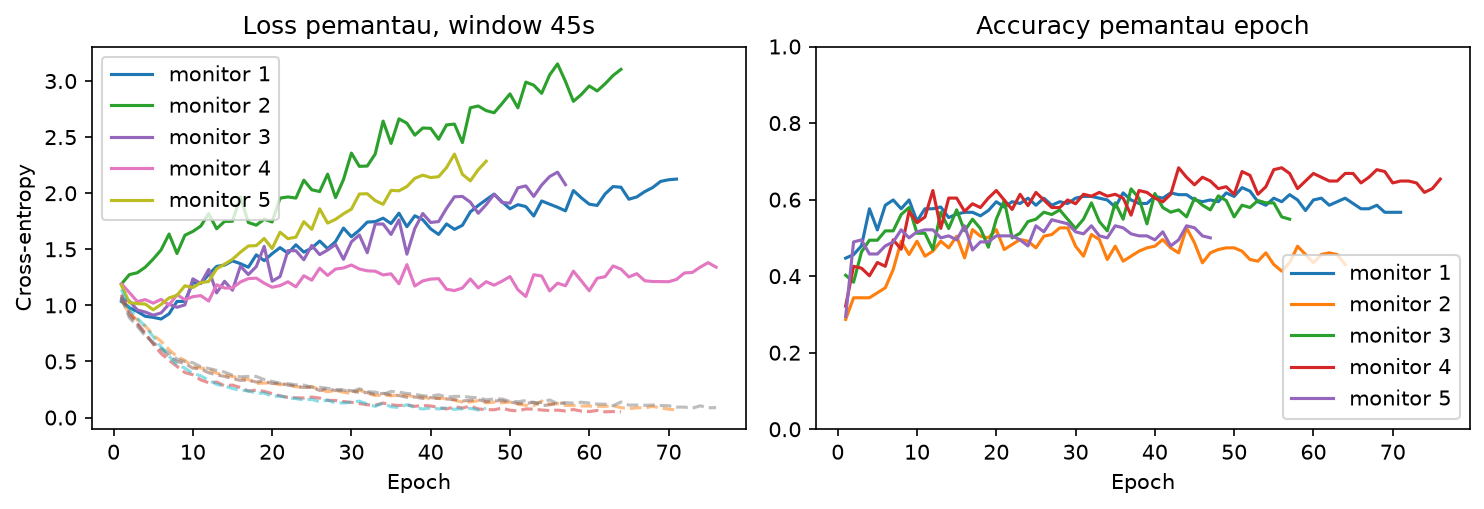 Loss pemantau, window 45s
Cross-entropy
3.0
2.5
2.0
1.5
1.0
0.5
0.0
monitor 1
monitor 2
monitor 3
monitor 4
monitor 5
0 10 20 30 40 50 60 70
Epoch
Accuracy pemantau epoch
1.0
0.8
0.6
0.4
0.2
0.0
monitor 1
monitor 2
monitor 3
monitor 4
monitor 5
0 10 20 30 40 50 60 70
Epoch